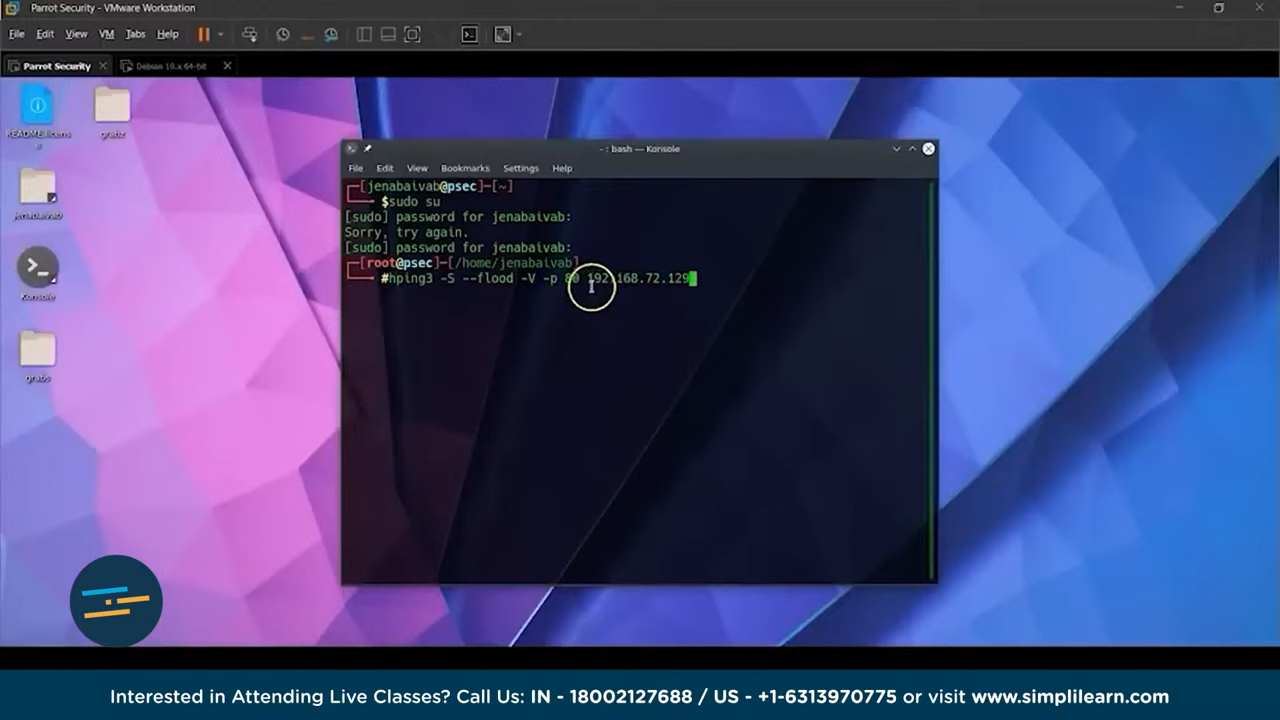 Parrot Security - VMware Workstation
File Edit View VM Tabs Help
Parrot Security
Debian 10.x 64-bit
README.licens
e
grabz
jenabaivab
Konsole
grabs
~ : bash — Konsole
File Edit View Bookmarks Settings Help
[jenabaivab@psec]-[~]
$sudo su
[sudo] password for jenabaivab:
Sorry, try again.
[sudo] password for jenabaivab:
[root@psec]-[/home/jenabaivab]
#hping3 -S --flood -V -p 80 192.168.72.129
Interested in Attending Live Classes? Call Us: IN - 18002127688 / US - +1-6313970775 or visit www.simplilearn.com